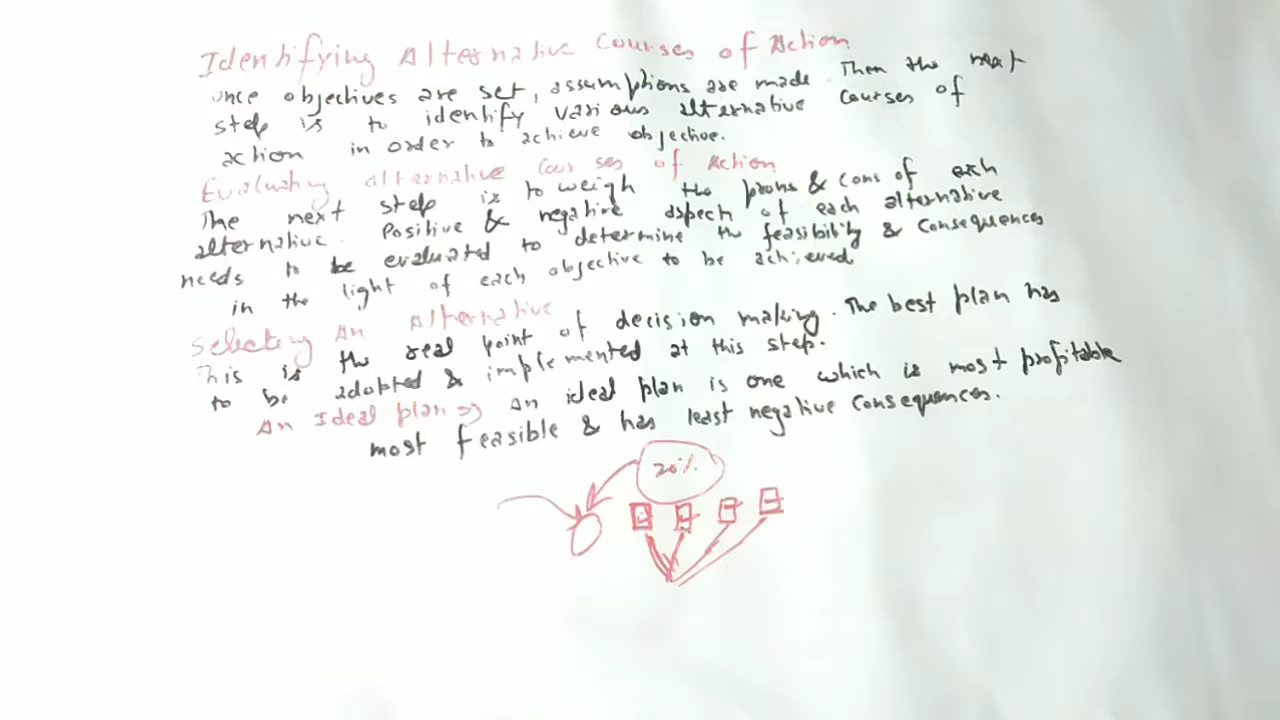 Identifying Alternative Courses of Action
once objectives are set, assumptions are made. Then the next
step is to identify various alternative courses of
action in order to achieve objective.
Evaluating alternative courses of Action
The next step is to weigh the prons & cons of each
alternative. Positive & negative aspech of each alternative
needs to be evaluated to determine the feasibility & consequences
in the light of each objective to be achieved.
Selecting An Alternative
This is the real point of decision making. The best plan has
to be adopted & implemented at this step.
An Ideal plan => An ideal plan is one which is most profitable
most feasible & has least negative consequences.
20%